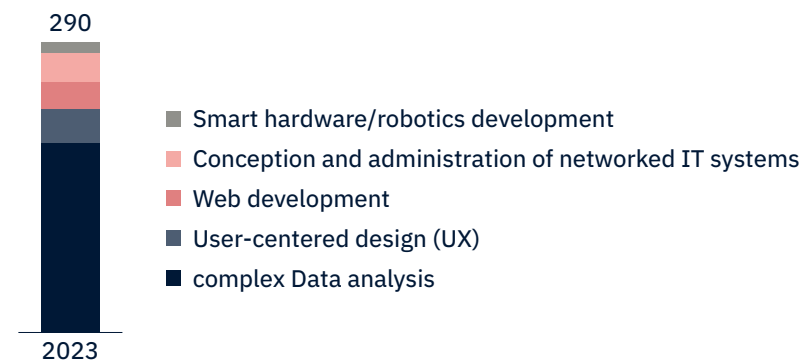 290
Smart hardware/robotics development
Conception and administration of networked IT systems
Web development
User-centered design (UX)
complex Data analysis
2023